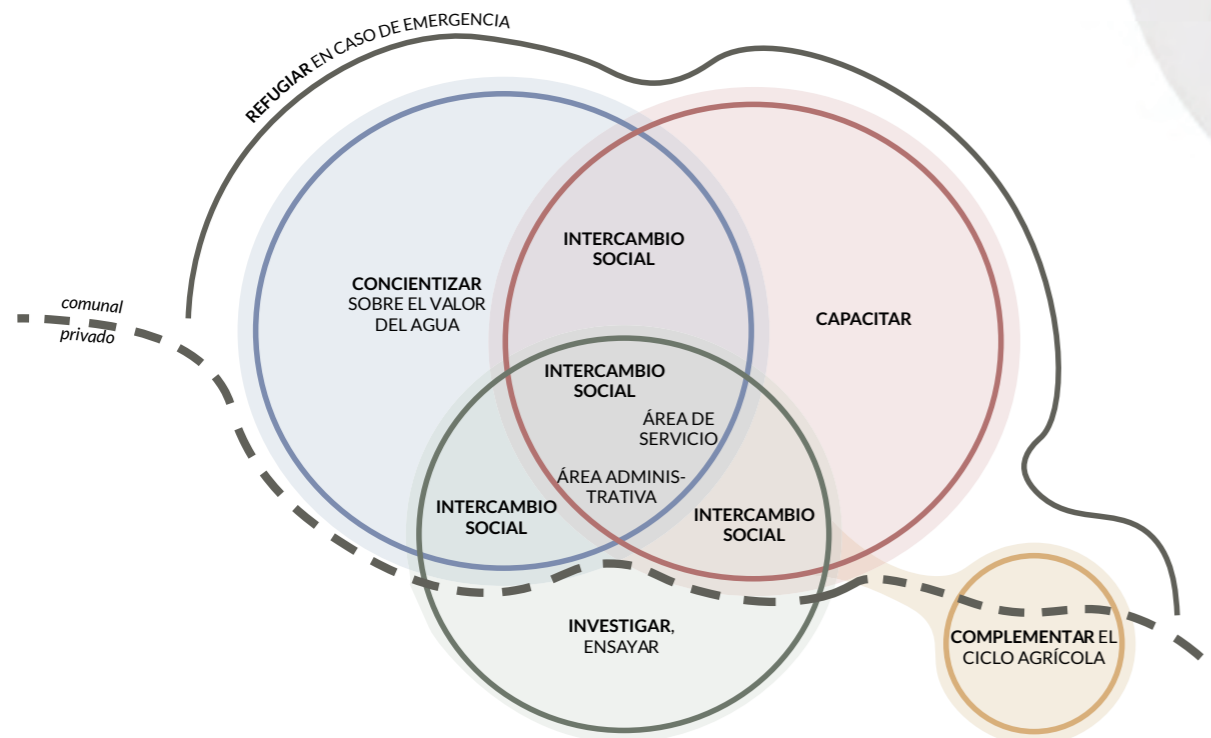 REFUGIAR EN CASO DE EMERGENCIA
INTERCAMBIO
SOCIAL
CONCIENTIZAR
SOBRE EL VALOR
DEL AGUA
CAPACITAR
comunal
privado
INTERCAMBIO
SOCIAL
ÁREA DE
SERVICIO
ÁREA ADMINIS-
TRATIVA
INTERCAMBIO
SOCIAL
INTERCAMBIO
SOCIAL
INVESTIGAR,
ENSAYAR
COMPLEMENTAR EL
CICLO AGRÍCOLA